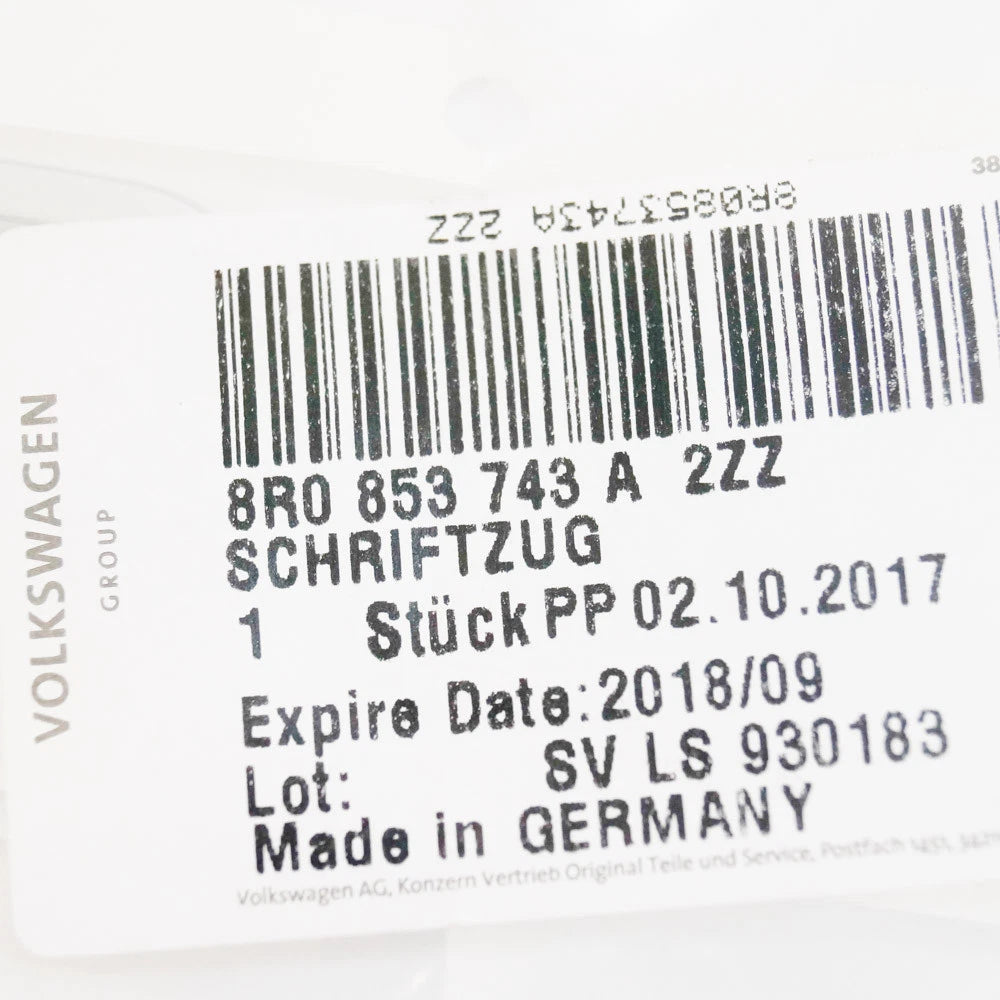 38
8R0853743A 2ZZ
8R0 853 743 A 2ZZ
SCHRIFTZUG
1 Stück PP 02.10.2017
Expire Date:2018/09
Lot: SV LS 930183
Made in GERMANY
Volkswagen AG, Konzern Vertrieb Original Teile und Service, Postfach
VOLKSWAGEN
GROUP